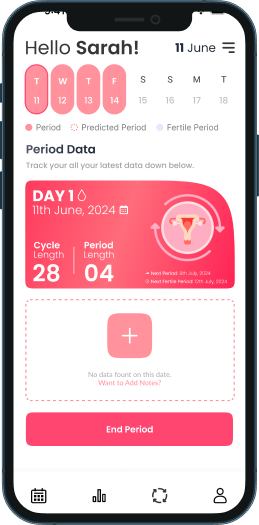 Hello Sarah!
11 June
T W T F S S M T
11 12 13 14 15 16 17 18
Period Predicted Period Fertile Period
Period Data
Track your all your latest data down below.
DAY 1
11th June, 2024
Cycle Period
Length Length
28 04
Next Period: 6th July, 2024
Next Fertile Period: 12th July, 2024
No data fount on this date.
Want to Add Notes?
End Period